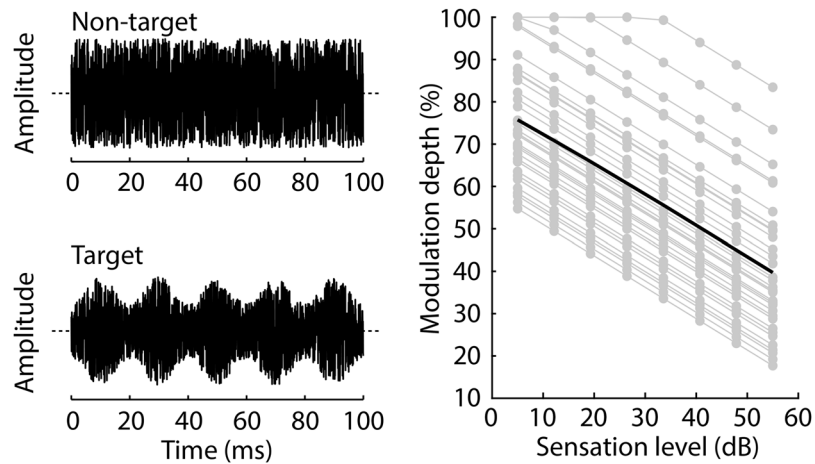 Non-target
Amplitude
0 20 40 60 80 100
Target
Amplitude
0 20 40 60 80 100
Time (ms)
Modulation depth (%)
100
90
80
70
60
50
40
30
20
10
0 10 20 30 40 50 60
Sensation level (dB)